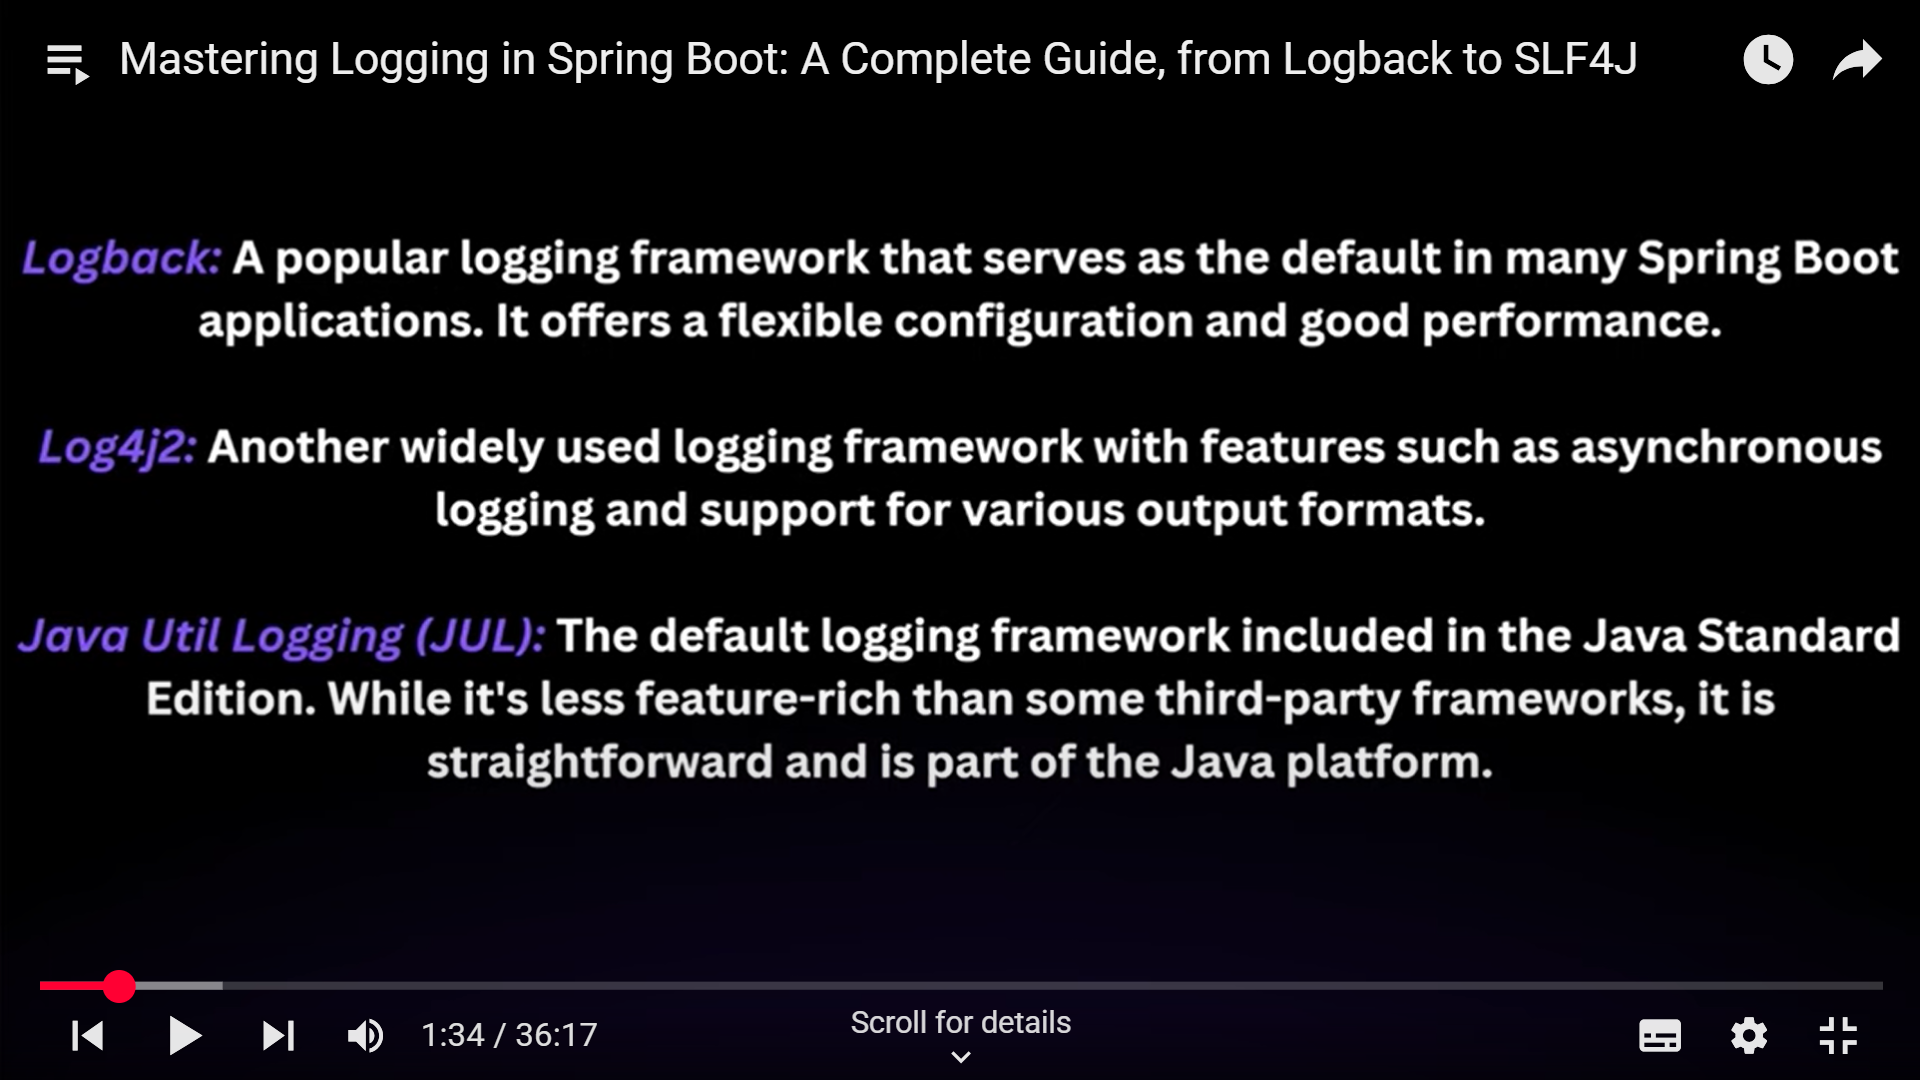 Mastering Logging in Spring Boot: A Complete Guide, from Logback to SLF4J
Logback: A popular logging framework that serves as the default in many Spring Boot
applications. It offers a flexible configuration and good performance.
Log4j2: Another widely used logging framework with features such as asynchronous
logging and support for various output formats.
Java Util Logging (JUL): The default logging framework included in the Java Standard
Edition. While it's less feature-rich than some third-party frameworks, it is
straightforward and is part of the Java platform.
1:34 / 36:17
Scroll for details